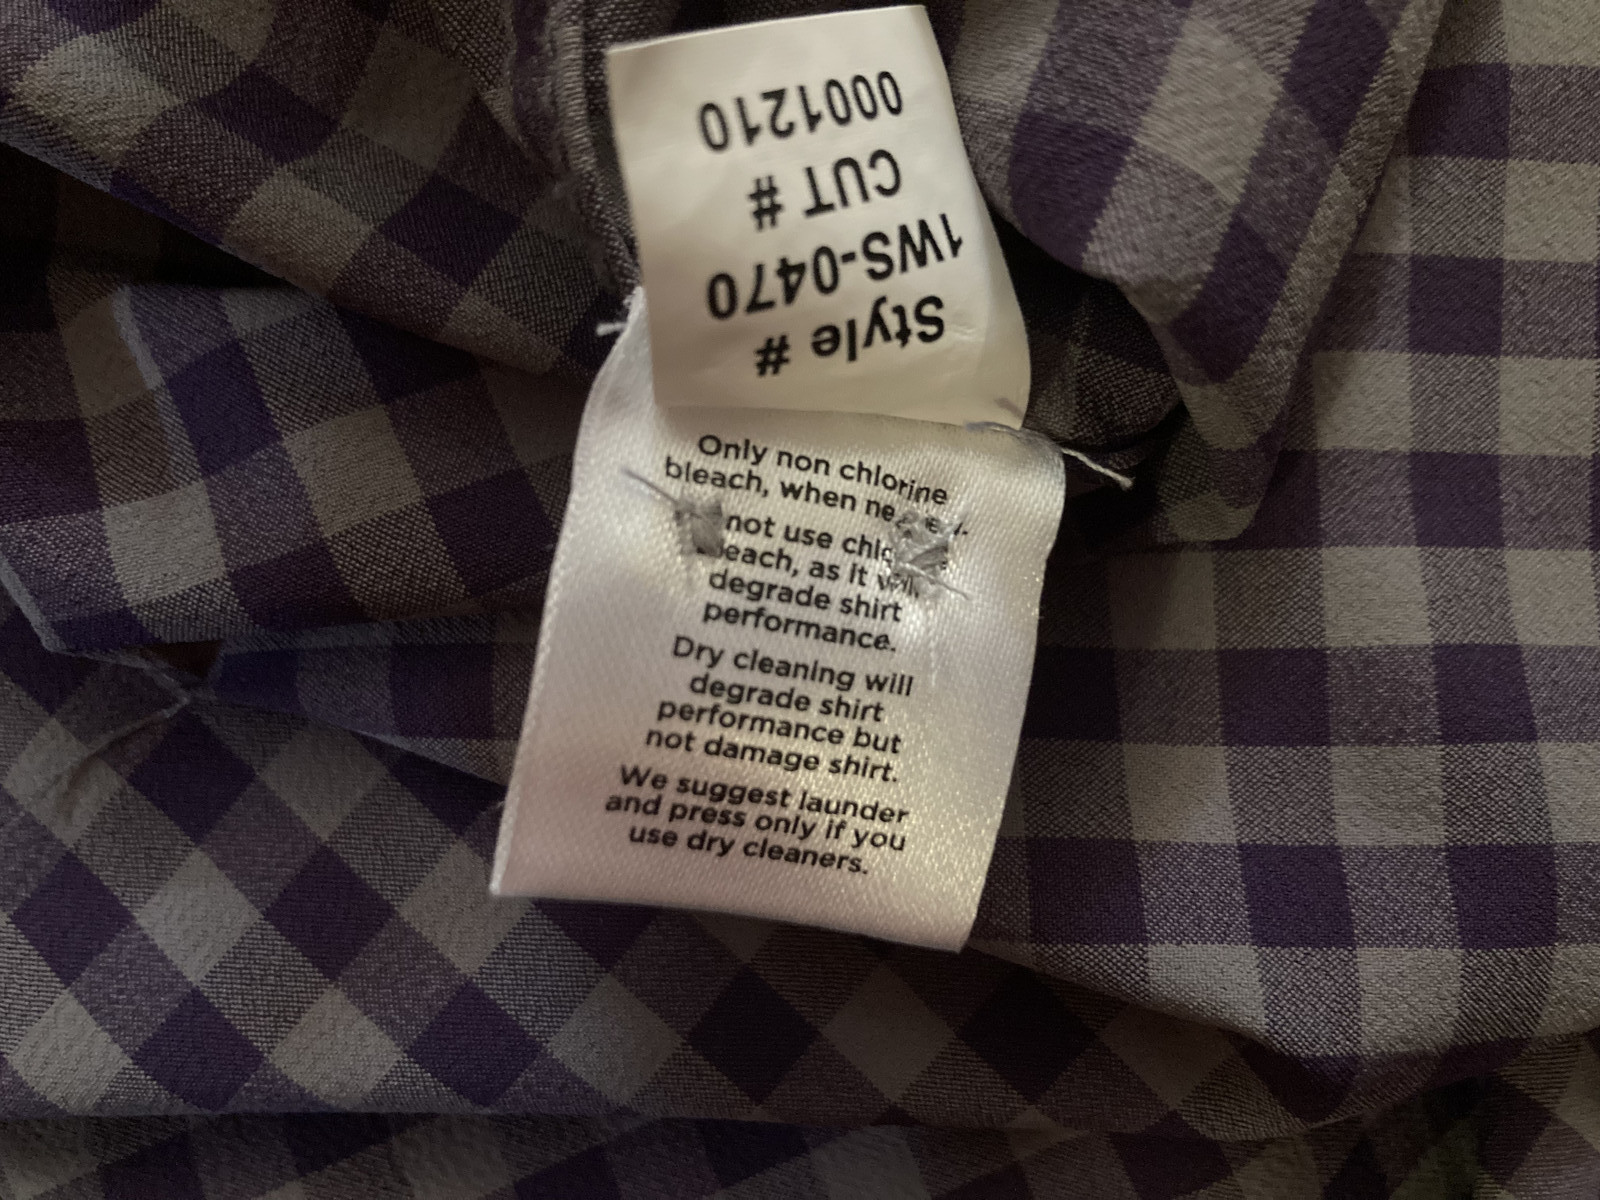 Style #
1WS-0470
CUT #
0001210
Only non chlorine
bleach, when
not use
as it
degrade shirt
performance.
Dry cleaning will
degrade shirt
performance but
not damage shirt.
We suggest launder
and press only if you
use dry cleaners.